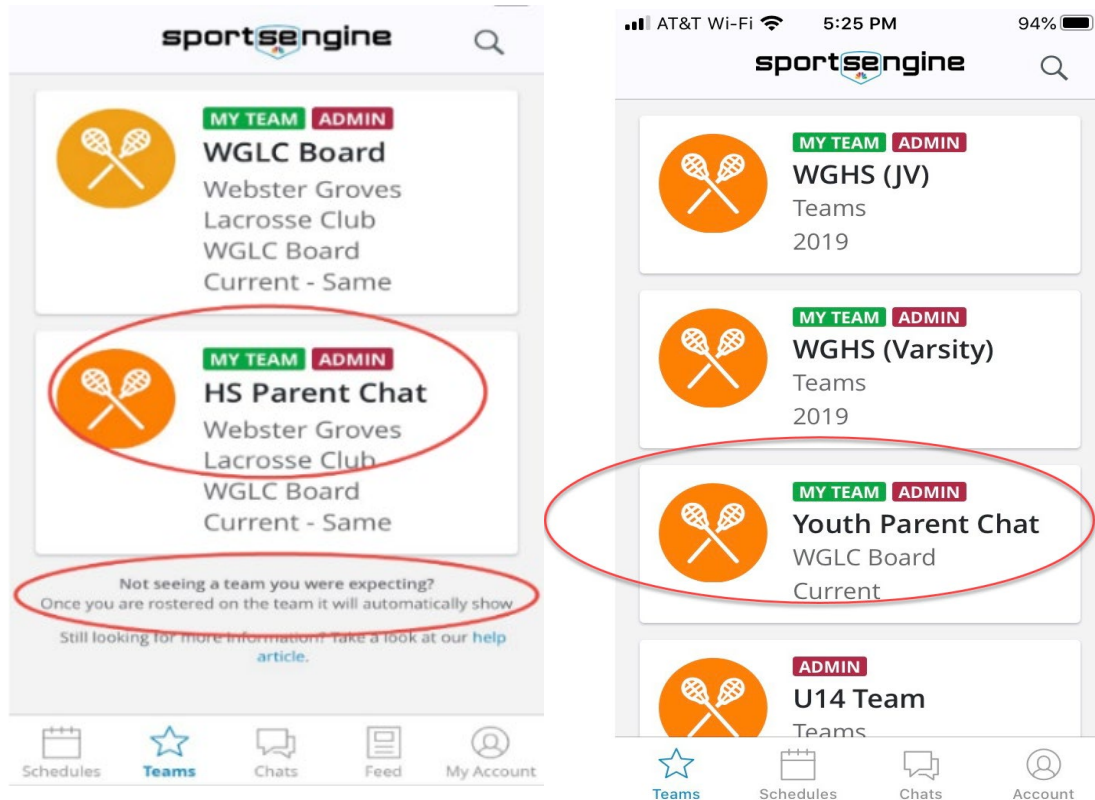 sportsengine
MY TEAM ADMIN
WGLC Board
Webster Groves
Lacrosse Club
WGLC Board
Current - Same
MY TEAM ADMIN
HS Parent Chat
Webster Groves
Lacrosse Club
WGLC Board
Current - Same
Not seeing a team you were expecting?
Once you are rostered on the team it will automatically show
Still looking for more information? Take a look at our help
article.
Schedules Teams Chats Feed My Account
AT&T Wi-Fi 5:25 PM 94%
sportsengine
MY TEAM ADMIN
WGHS (JV)
Teams
2019
MY TEAM ADMIN
WGHS (Varsity)
Teams
2019
MY TEAM ADMIN
Youth Parent Chat
WGLC Board
Current
ADMIN
U14 Team
Teams
Teams Schedules Chats Account